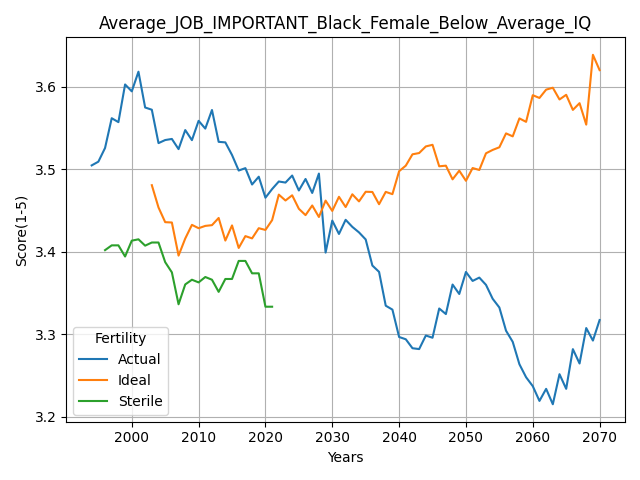 Average_JOB_IMPORTANT_Black_Female_Below_Average_IQ
Score(1-5)
3.6
3.5
3.4
3.3
3.2
Fertility
Actual
Ideal
Sterile
2000 2010 2020 2030 2040 2050 2060 2070
Years